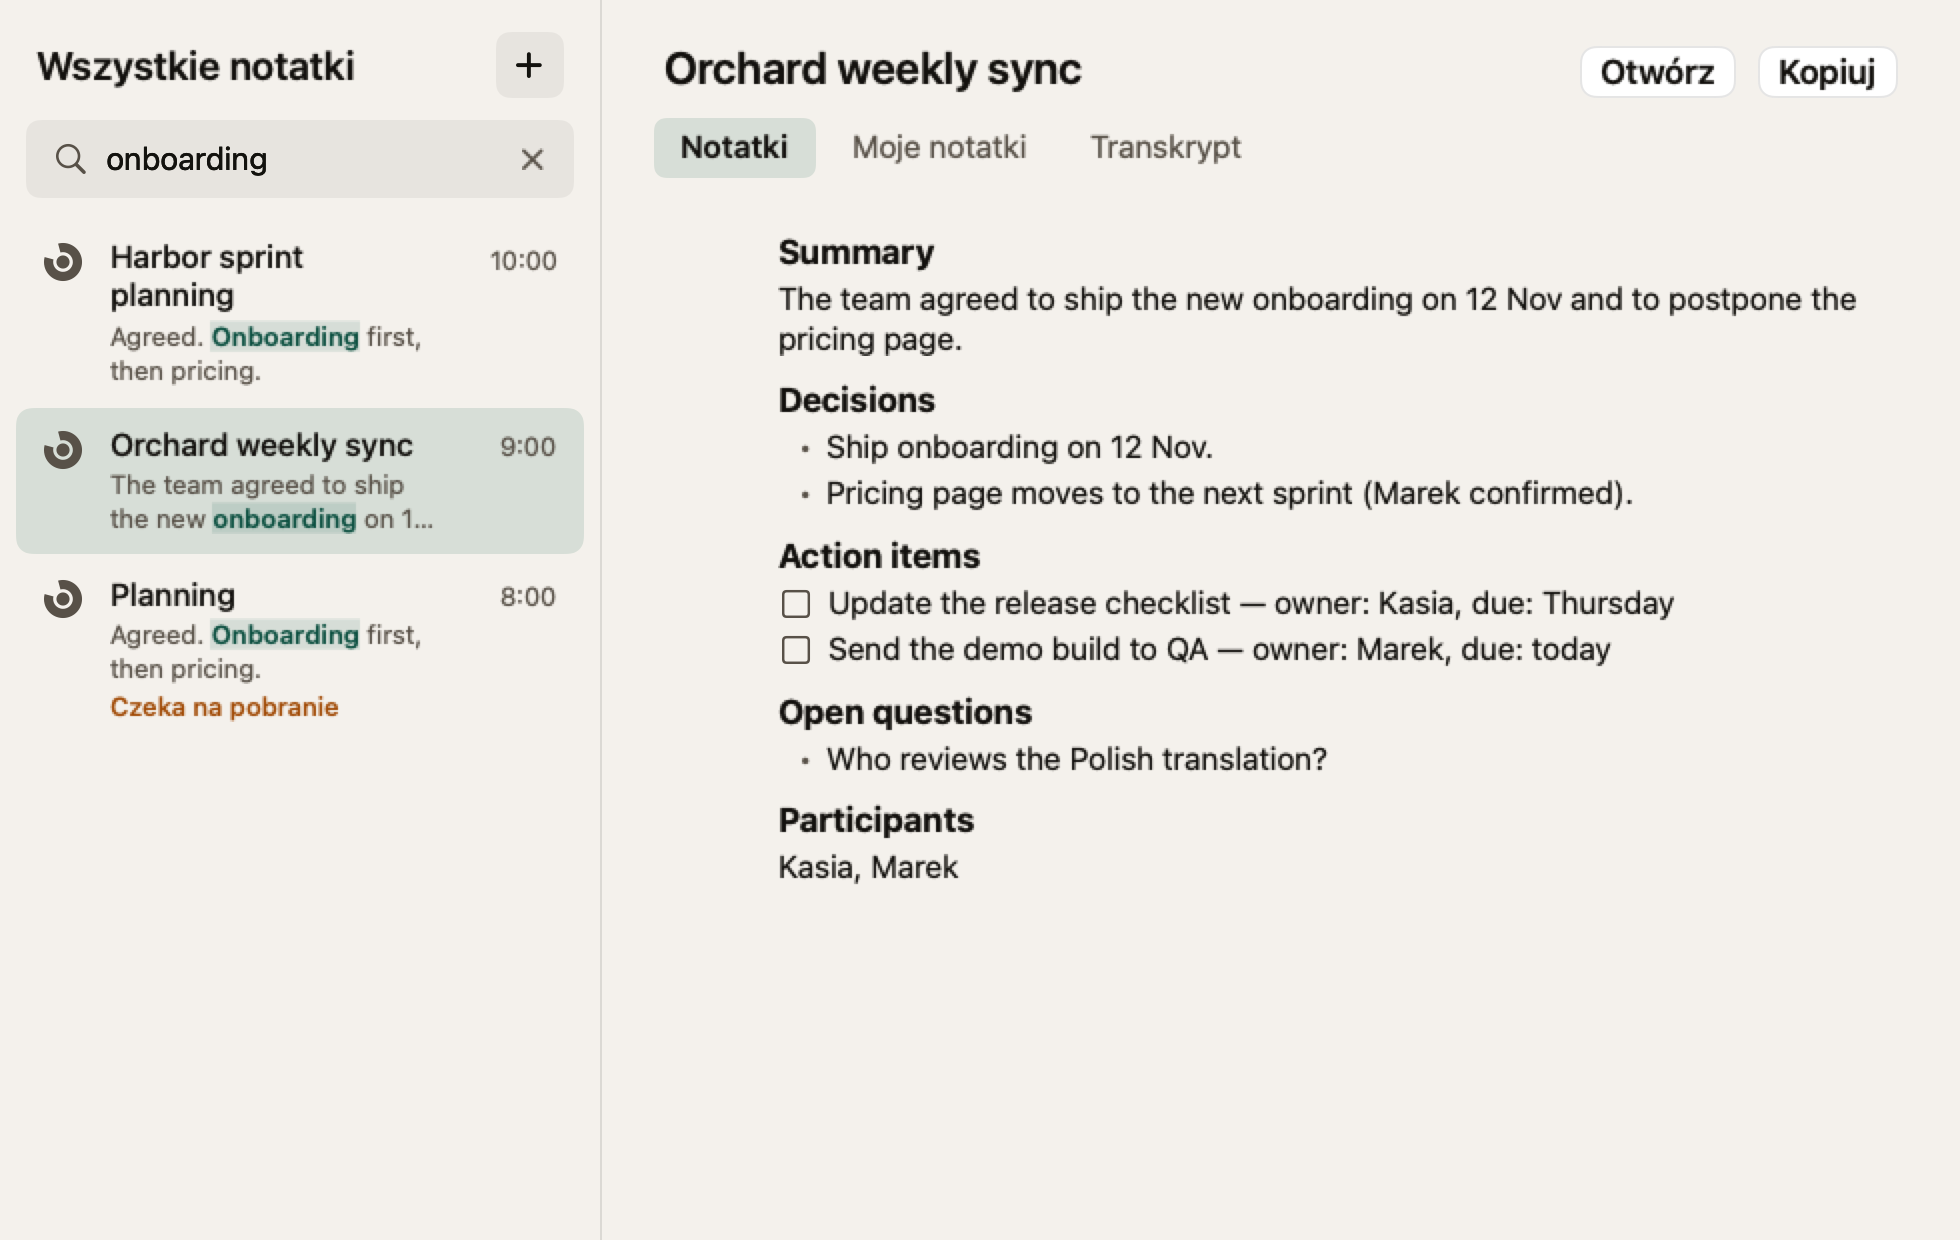 Wszystkie notatki
onboarding
Harbor sprint
planning
10:00
Agreed. Onboarding first,
then pricing.
Orchard weekly sync
9:00
The team agreed to ship
the new onboarding on 1...
Planning
8:00
Agreed. Onboarding first,
then pricing.
Czeka na pobranie
Orchard weekly sync
Otwórz
Kopiuj
Notatki
Moje notatki
Transkrypt
Summary
The team agreed to ship the new onboarding on 12 Nov and to postpone the
pricing page.
Decisions
• Ship onboarding on 12 Nov.
• Pricing page moves to the next sprint (Marek confirmed).
Action items
Update the release checklist — owner: Kasia, due: Thursday
Send the demo build to QA — owner: Marek, due: today
Open questions
• Who reviews the Polish translation?
Participants
Kasia, Marek